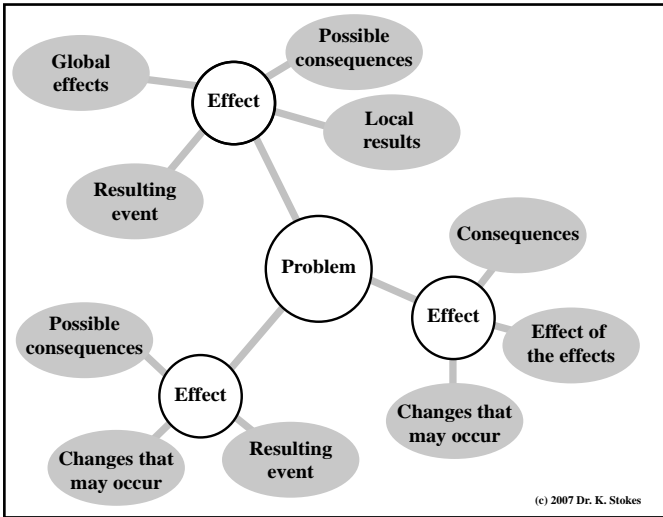 Possible
consequences
Global
effects
Effect
Local
results
Resulting
event
Consequences
Problem
Effect
Effect of
the effects
Possible
consequences
Effect
Changes that
may occur
Changes that
may occur
Resulting
event
(c) 2007 Dr. K. Stokes